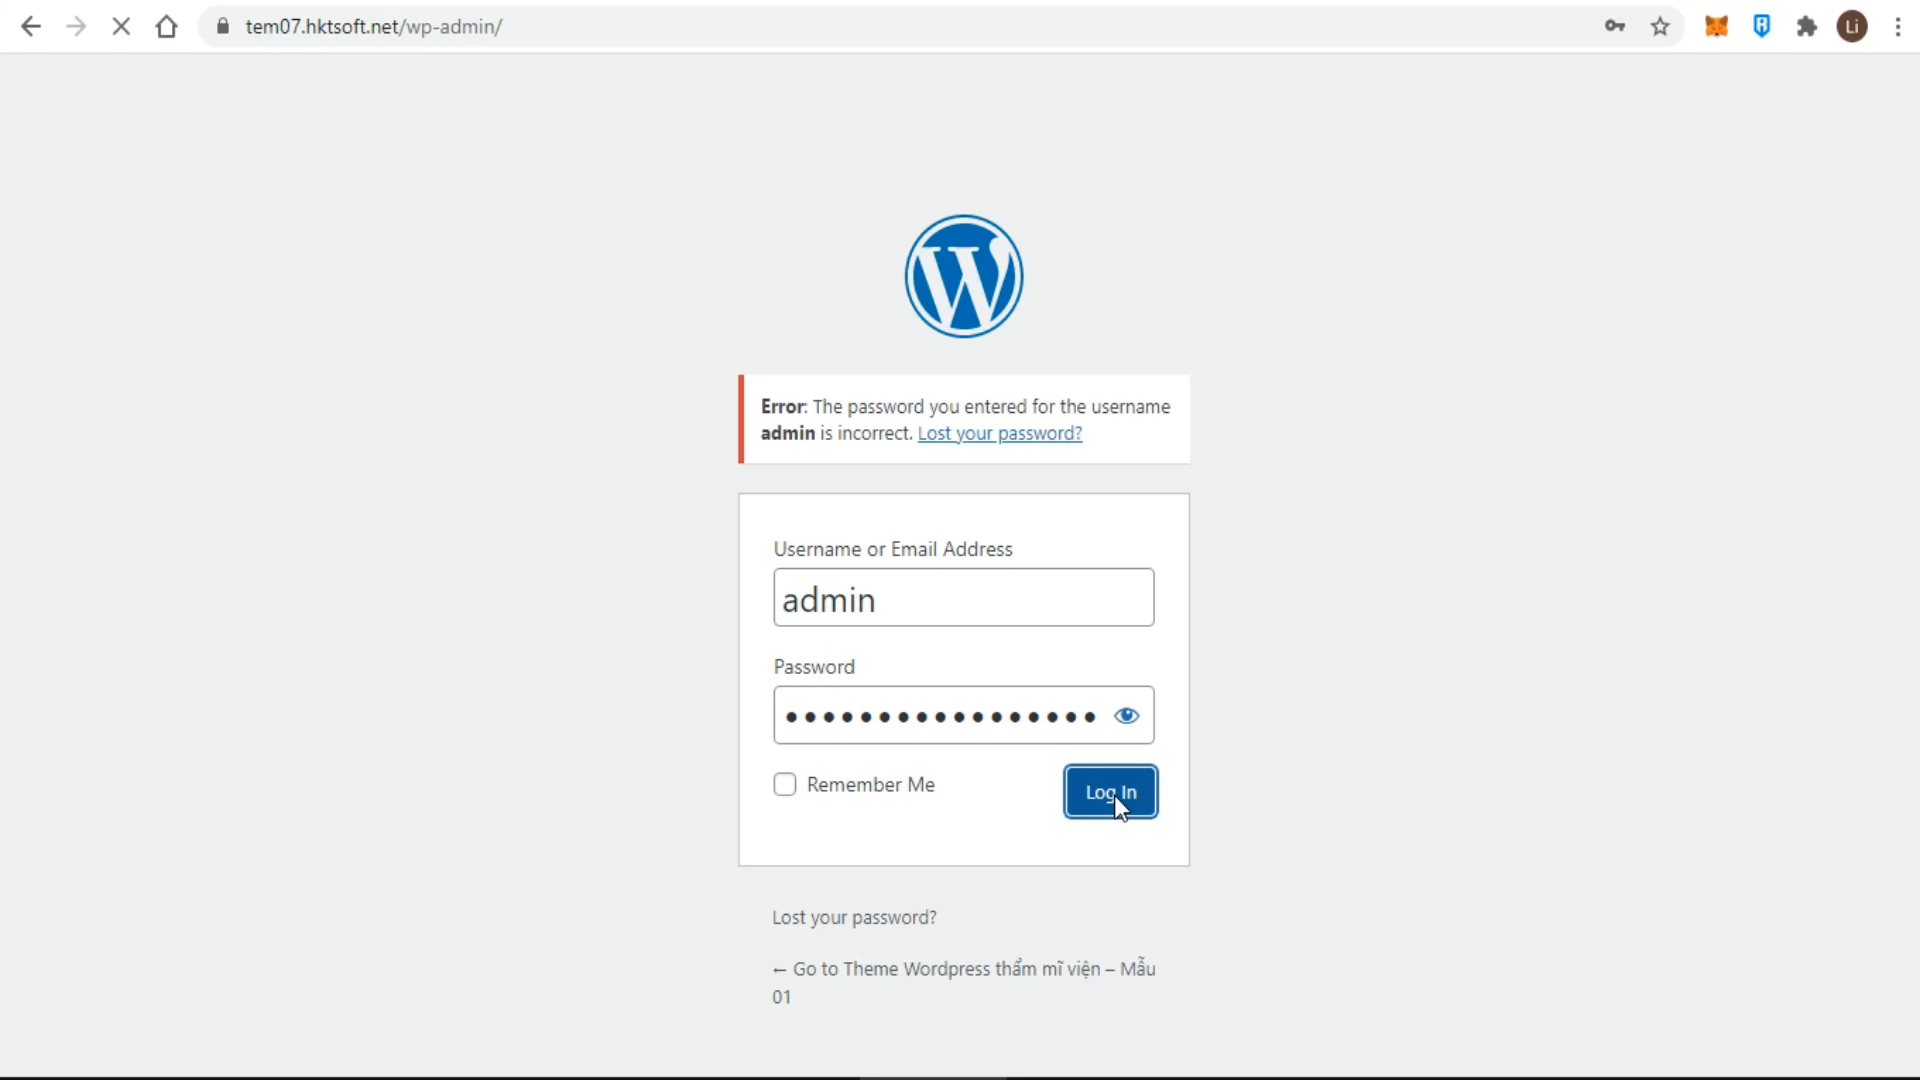 tem07.hktsoft.net/wp-admin/
Li
Error: The password you entered for the username
admin is incorrect. Lost your password?
Username or Email Address
admin
Password
Remember Me
Log In
Lost your password?
← Go to Theme Wordpress thẩm mĩ viện – Mẫu
01